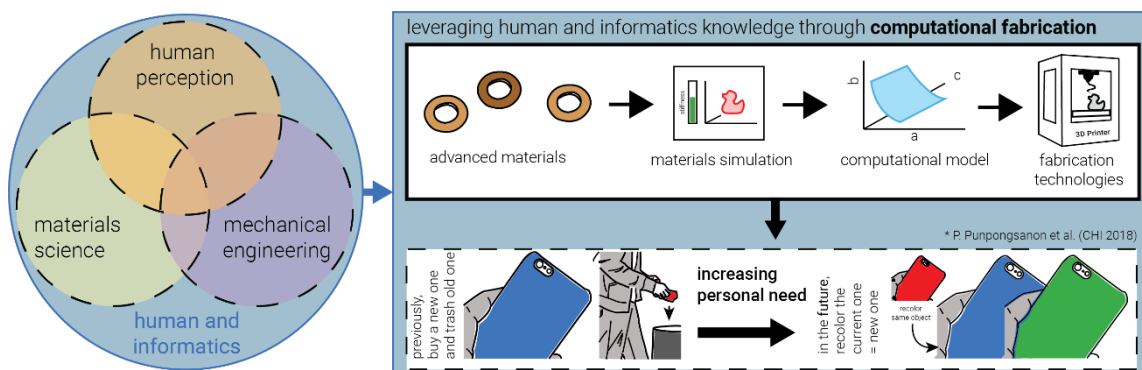 human
perception
materials
science
mechanical
engineering
human and
informatics
leveraging human and informatics knowledge through computational fabrication
advanced materials
stiffness
materials simulation
b
c
a
computational model
3D Printer
fabrication
technologies
* P. Punpongsanon et al. (CHI 2018)
previously,
buy a new one
and trash old one
increasing
personal need
in the future,
recolor the
current one
= new one
recolor
same object